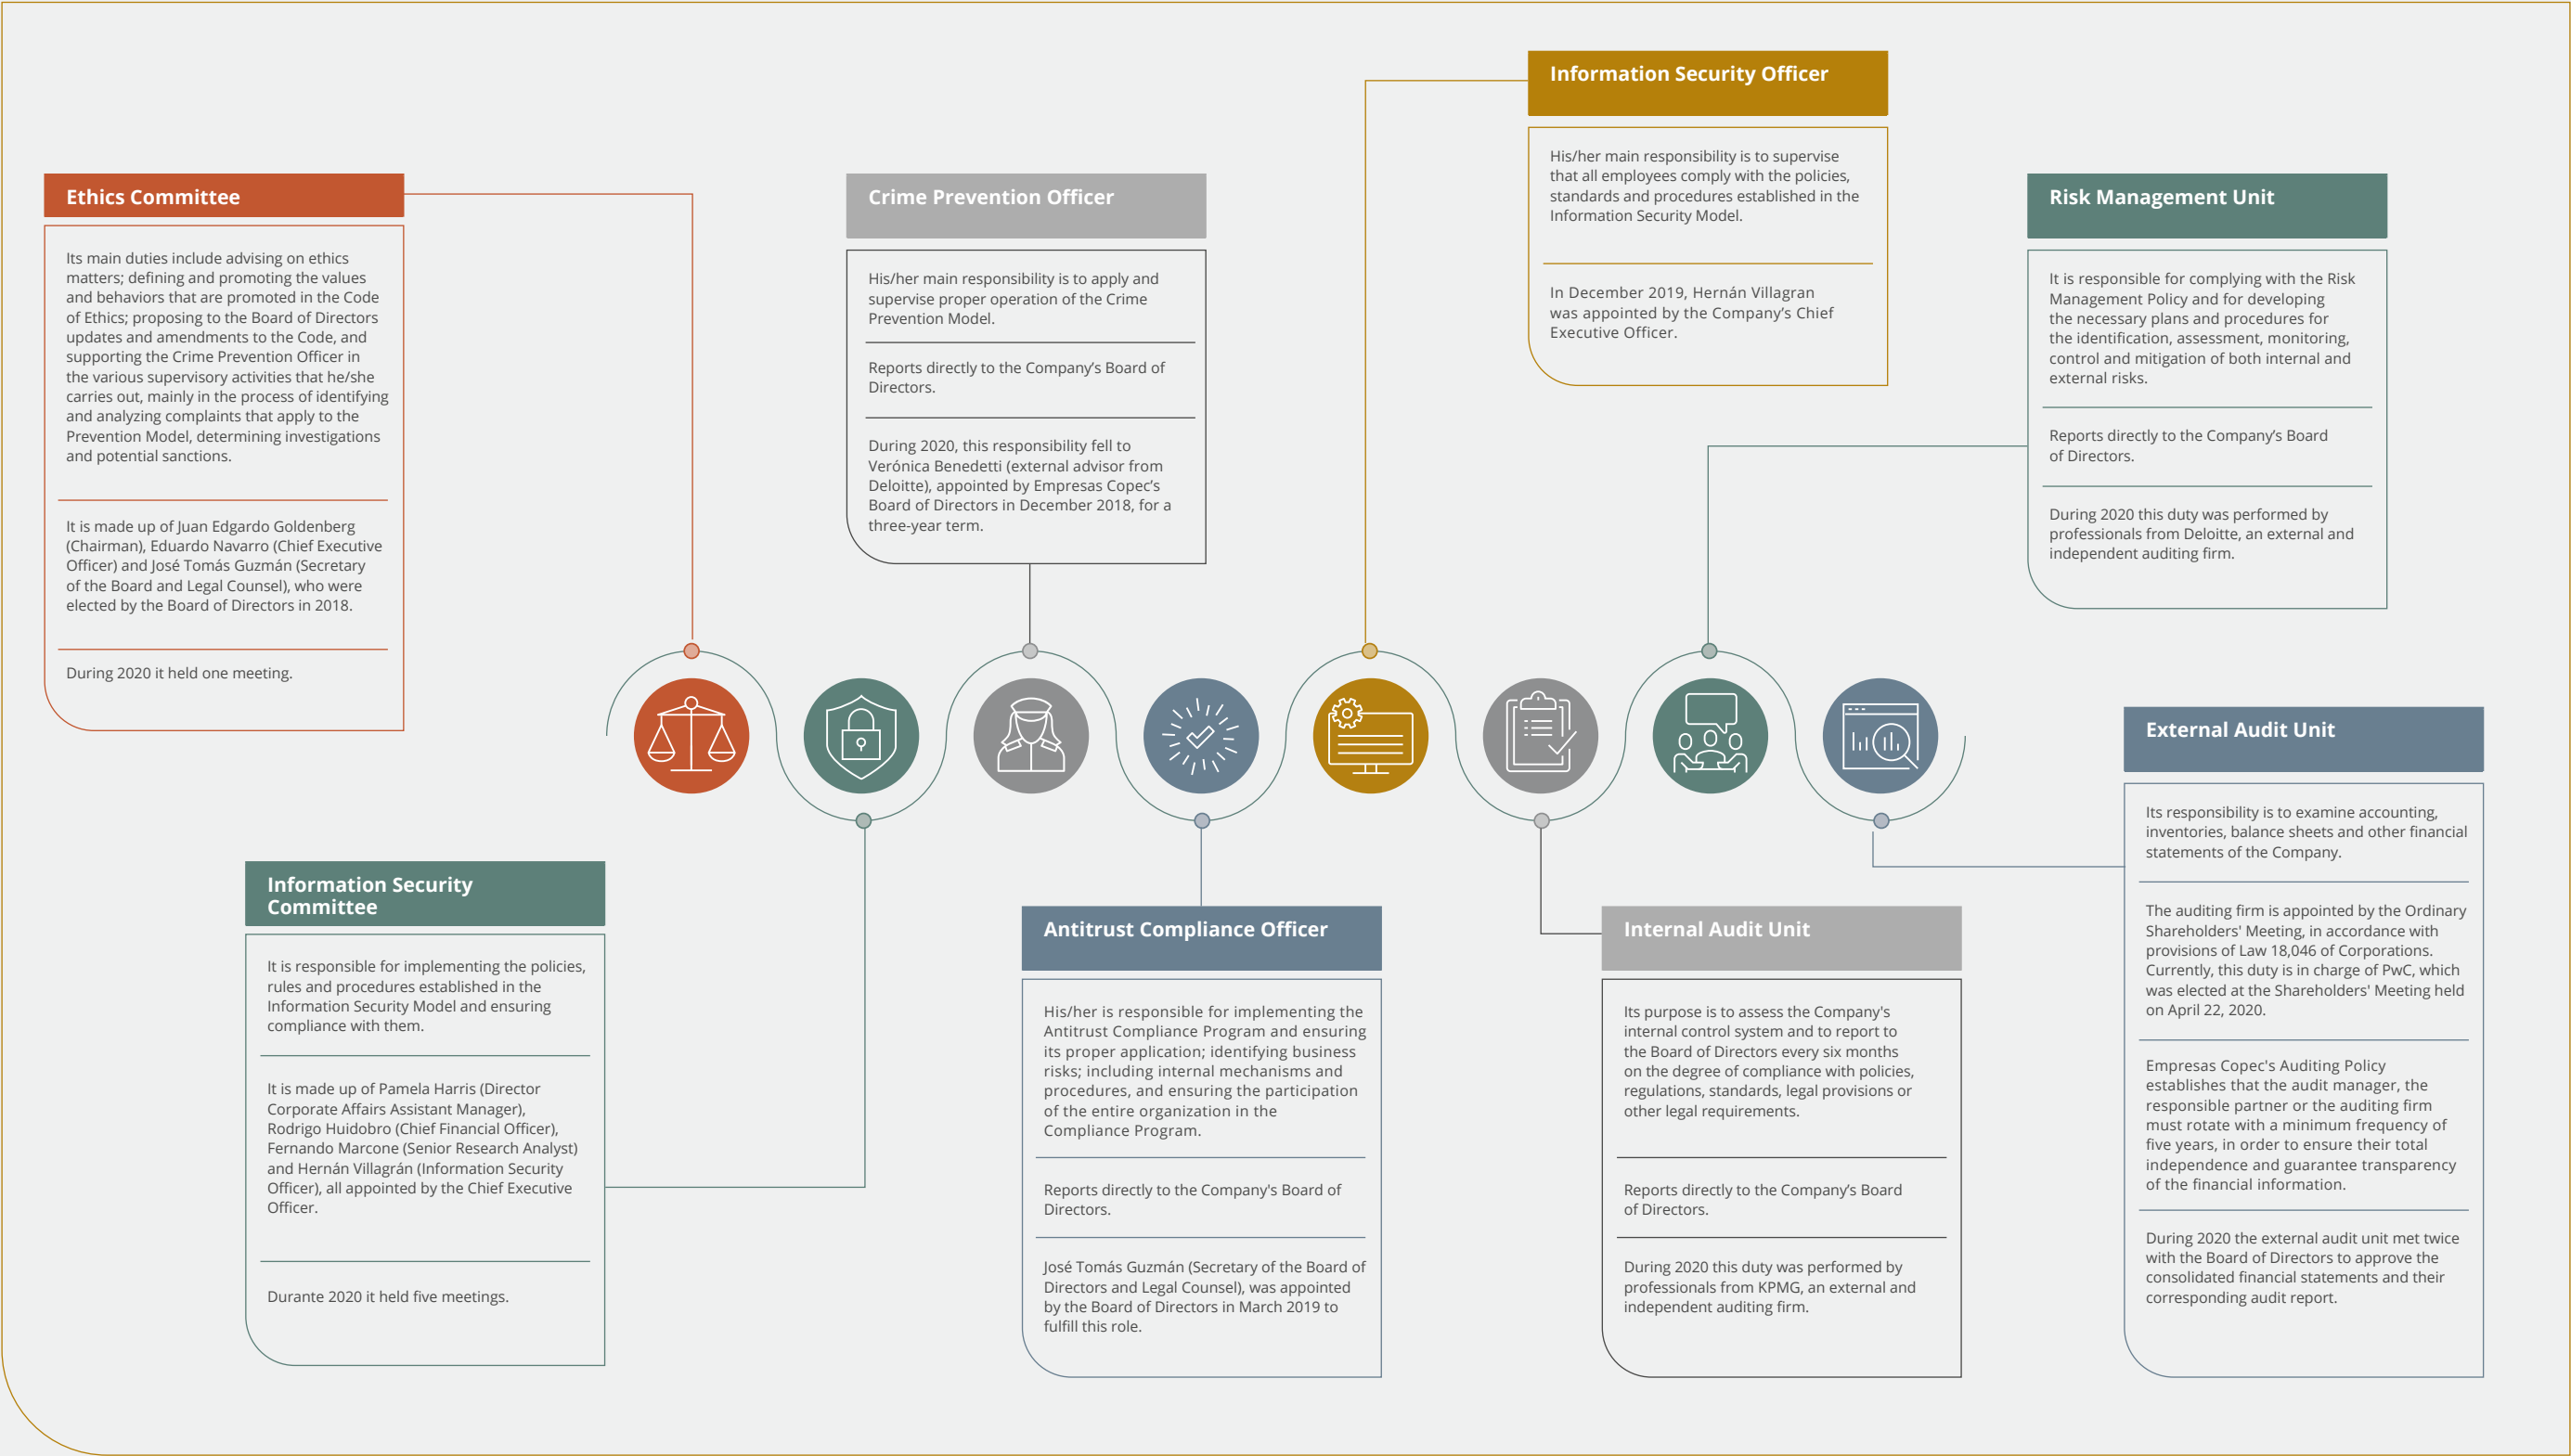 Ethics Committee
Its main duties include advising on ethics
matters; defining and promoting the values
and behaviors that are promoted in the Code
of Ethics; proposing to the Board of Directors
updates and amendments to the Code, and
supporting the Crime Prevention Officer in
the various supervisory activities that he/she
carries out, mainly in the process of identifying
and analyzing complaints that apply to the
Prevention Model, determining investigations
and potential sanctions.
It is made up of Juan Edgardo Goldenberg
(Chairman), Eduardo Navarro (Chief Executive
Officer) and José Tomás Guzmán (Secretary
of the Board and Legal Counsel), who were
elected by the Board of Directors in 2018.
During 2020 it held one meeting.
Information Security
Committee
It is responsible for implementing the policies,
rules and procedures established in the
Information Security Model and ensuring
compliance with them.
It is made up of Pamela Harris (Director
Corporate Affairs Assistant Manager),
Rodrigo Huidobro (Chief Financial Officer),
Fernando Marcone (Senior Research Analyst)
and Hernán Villagrán (Information Security
Officer), all appointed by the Chief Executive
Officer.
Durante 2020 it held five meetings.
Crime Prevention Officer
His/her main responsibility is to apply and
supervise proper operation of the Crime
Prevention Model.
Reports directly to the Company’s Board of
Directors.
During 2020, this responsibility fell to
Verónica Benedetti (external advisor from
Deloitte), appointed by Empresas Copec’s
Board of Directors in December 2018, for a
three-year term.
Antitrust Compliance Officer
His/her is responsible for implementing the
Antitrust Compliance Program and ensuring
its proper application; identifying business
risks; including internal mechanisms and
procedures, and ensuring the participation
of the entire organization in the
Compliance Program.
Reports directly to the Company's Board of
Directors.
José Tomás Guzmán (Secretary of the Board of
Directors and Legal Counsel), was appointed
by the Board of Directors in March 2019 to
fulfill this role.
Information Security Officer
His/her main responsibility is to supervise
that all employees comply with the policies,
standards and procedures established in the
Information Security Model.
In December 2019, Hernán Villagran
was appointed by the Company’s Chief
Executive Officer.
Internal Audit Unit
Its purpose is to assess the Company's
internal control system and to report to
the Board of Directors every six months
on the degree of compliance with policies,
regulations, standards, legal provisions or
other legal requirements.
Reports directly to the Company’s Board
of Directors.
During 2020 this duty was performed by
professionals from KPMG, an external and
independent auditing firm.
Risk Management Unit
It is responsible for complying with the Risk
Management Policy and for developing
the necessary plans and procedures for
the identification, assessment, monitoring,
control and mitigation of both internal and
external risks.
Reports directly to the Company’s Board
of Directors.
During 2020 this duty was performed by
professionals from Deloitte, an external and
independent auditing firm.
External Audit Unit
Its responsibility is to examine accounting,
inventories, balance sheets and other financial
statements of the Company.
The auditing firm is appointed by the Ordinary
Shareholders' Meeting, in accordance with
provisions of Law 18,046 of Corporations.
Currently, this duty is in charge of PwC, which
was elected at the Shareholders' Meeting held
on April 22, 2020.
Empresas Copec's Auditing Policy
establishes that the audit manager, the
responsible partner or the auditing firm
must rotate with a minimum frequency of
five years, in order to ensure their total
independence and guarantee transparency
of the financial information.
During 2020 the external audit unit met twice
with the Board of Directors to approve the
consolidated financial statements and their
corresponding audit report.